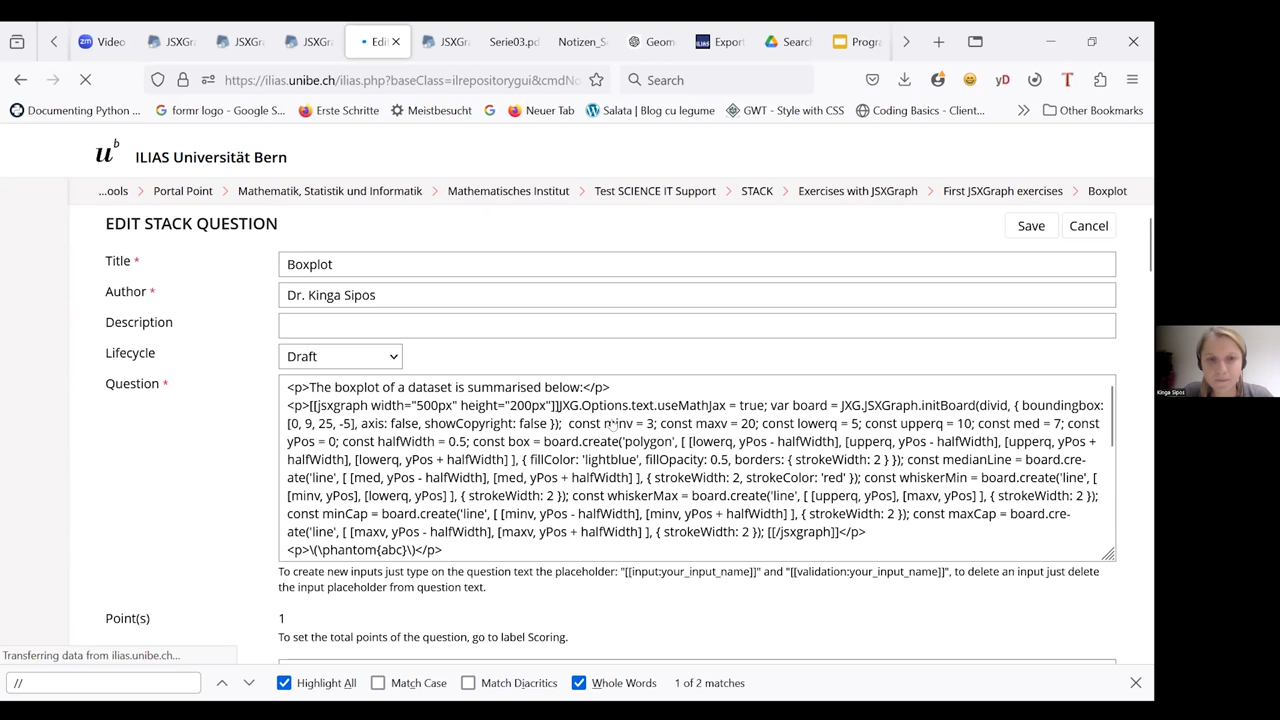 Video
JSXGr
JSXGr
JSXGr
Edi
JSXGr
Serie03.pd
Notizen_S
Geom
Export
Search
Progra
https://ilias.unibe.ch/ilias.php?baseClass=ilrepositorygui&cmdNo
Search
Documenting Python ...
formr logo - Google S...
Erste Schritte
Meistbesucht
Neuer Tab
Salata | Blog cu legume
GWT - Style with CSS
Coding Basics - Client...
Other Bookmarks
u b
ILIAS Universität Bern
...ools
Portal Point
Mathematik, Statistik und Informatik
Mathematisches Institut
Test SCIENCE IT Support
STACK
Exercises with JSXGraph
First JSXGraph exercises
Boxplot
EDIT STACK QUESTION
Save
Cancel
Title *
Boxplot
Author *
Dr. Kinga Sipos
Description
Lifecycle
Draft
Question *
<p>The boxplot of a dataset is summarised below:</p>
<p>[[jsxgraph width="500px" height="200px"]]JXG.Options.text.useMathJax = true; var board = JXG.JSXGraph.initBoard(divid, { boundingbox:
[0, 9, 25, -5], axis: false, showCopyright: false });  const minv = 3; const maxv = 20; const lowerq = 5; const upperq = 10; const med = 7; const
yPos = 0; const halfWidth = 0.5; const box = board.create('polygon', [ [lowerq, yPos - halfWidth], [upperq, yPos - halfWidth], [upperq, yPos +
halfWidth], [lowerq, yPos + halfWidth] ], { fillColor: 'lightblue', fillOpacity: 0.5, borders: { strokeWidth: 2 } }); const medianLine = board.cre-
ate('line', [ [med, yPos - halfWidth], [med, yPos + halfWidth] ], { strokeWidth: 2, strokeColor: 'red' }); const whiskerMin = board.create('line', [
[minv, yPos], [lowerq, yPos] ], { strokeWidth: 2 }); const whiskerMax = board.create('line', [ [upperq, yPos], [maxv, yPos] ], { strokeWidth: 2 });
const minCap = board.create('line', [ [minv, yPos - halfWidth], [minv, yPos + halfWidth] ], { strokeWidth: 2 }); const maxCap = board.cre-
ate('line', [ [maxv, yPos - halfWidth], [maxv, yPos + halfWidth] ], { strokeWidth: 2 }); [[/jsxgraph]]</p>
<p>\(\phantom{abc}\)</p>
To create new inputs just type on the question text the placeholder: "[[input:your_input_name]]" and "[[validation:your_input_name]]", to delete an input just delete
the input placeholder from question text.
Point(s)
1
To set the total points of the question, go to label Scoring.
Transferring data from ilias.unibe.ch...
//
Highlight All
Match Case
Match Diacritics
Whole Words
1 of 2 matches
Kinga Sipos